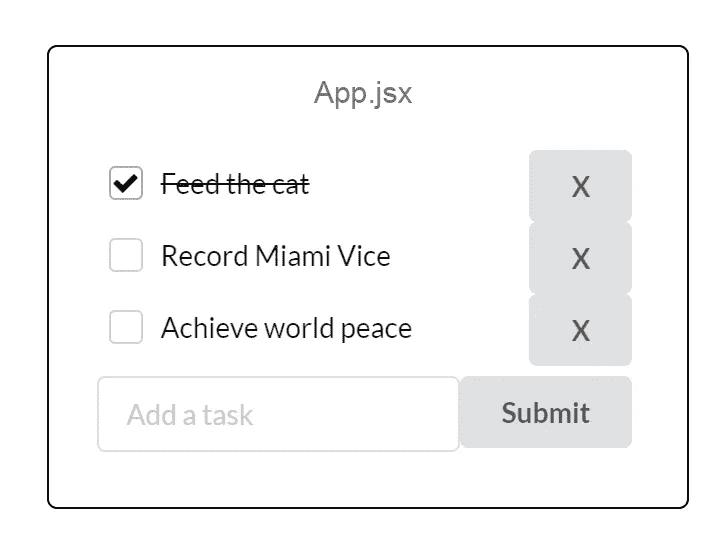 App.jsx
Feed the cat X
Record Miami Vice X
Achieve world peace X
Add a task Submit